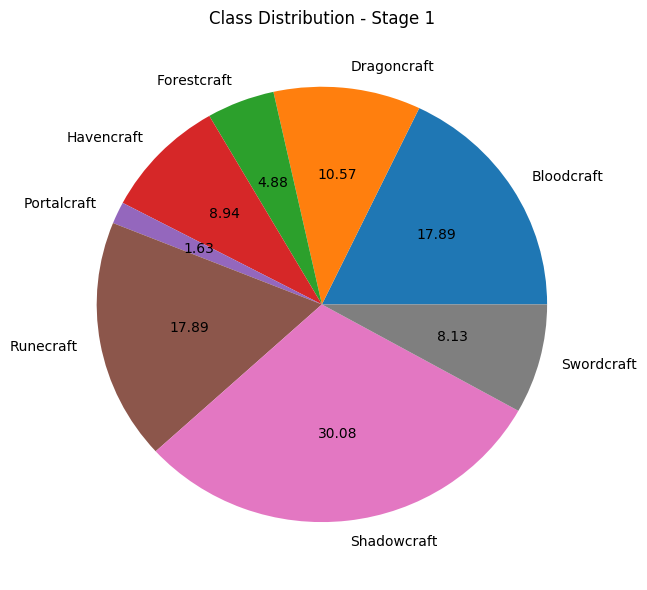 Class Distribution - Stage 1
Dragoncraft
Forestcraft
Havencraft
Bloodcraft
10.57
4.88
Portalcraft
8.94
17.89
1.63
17.89
8.13
Runecraft
Swordcraft
30.08
Shadowcraft